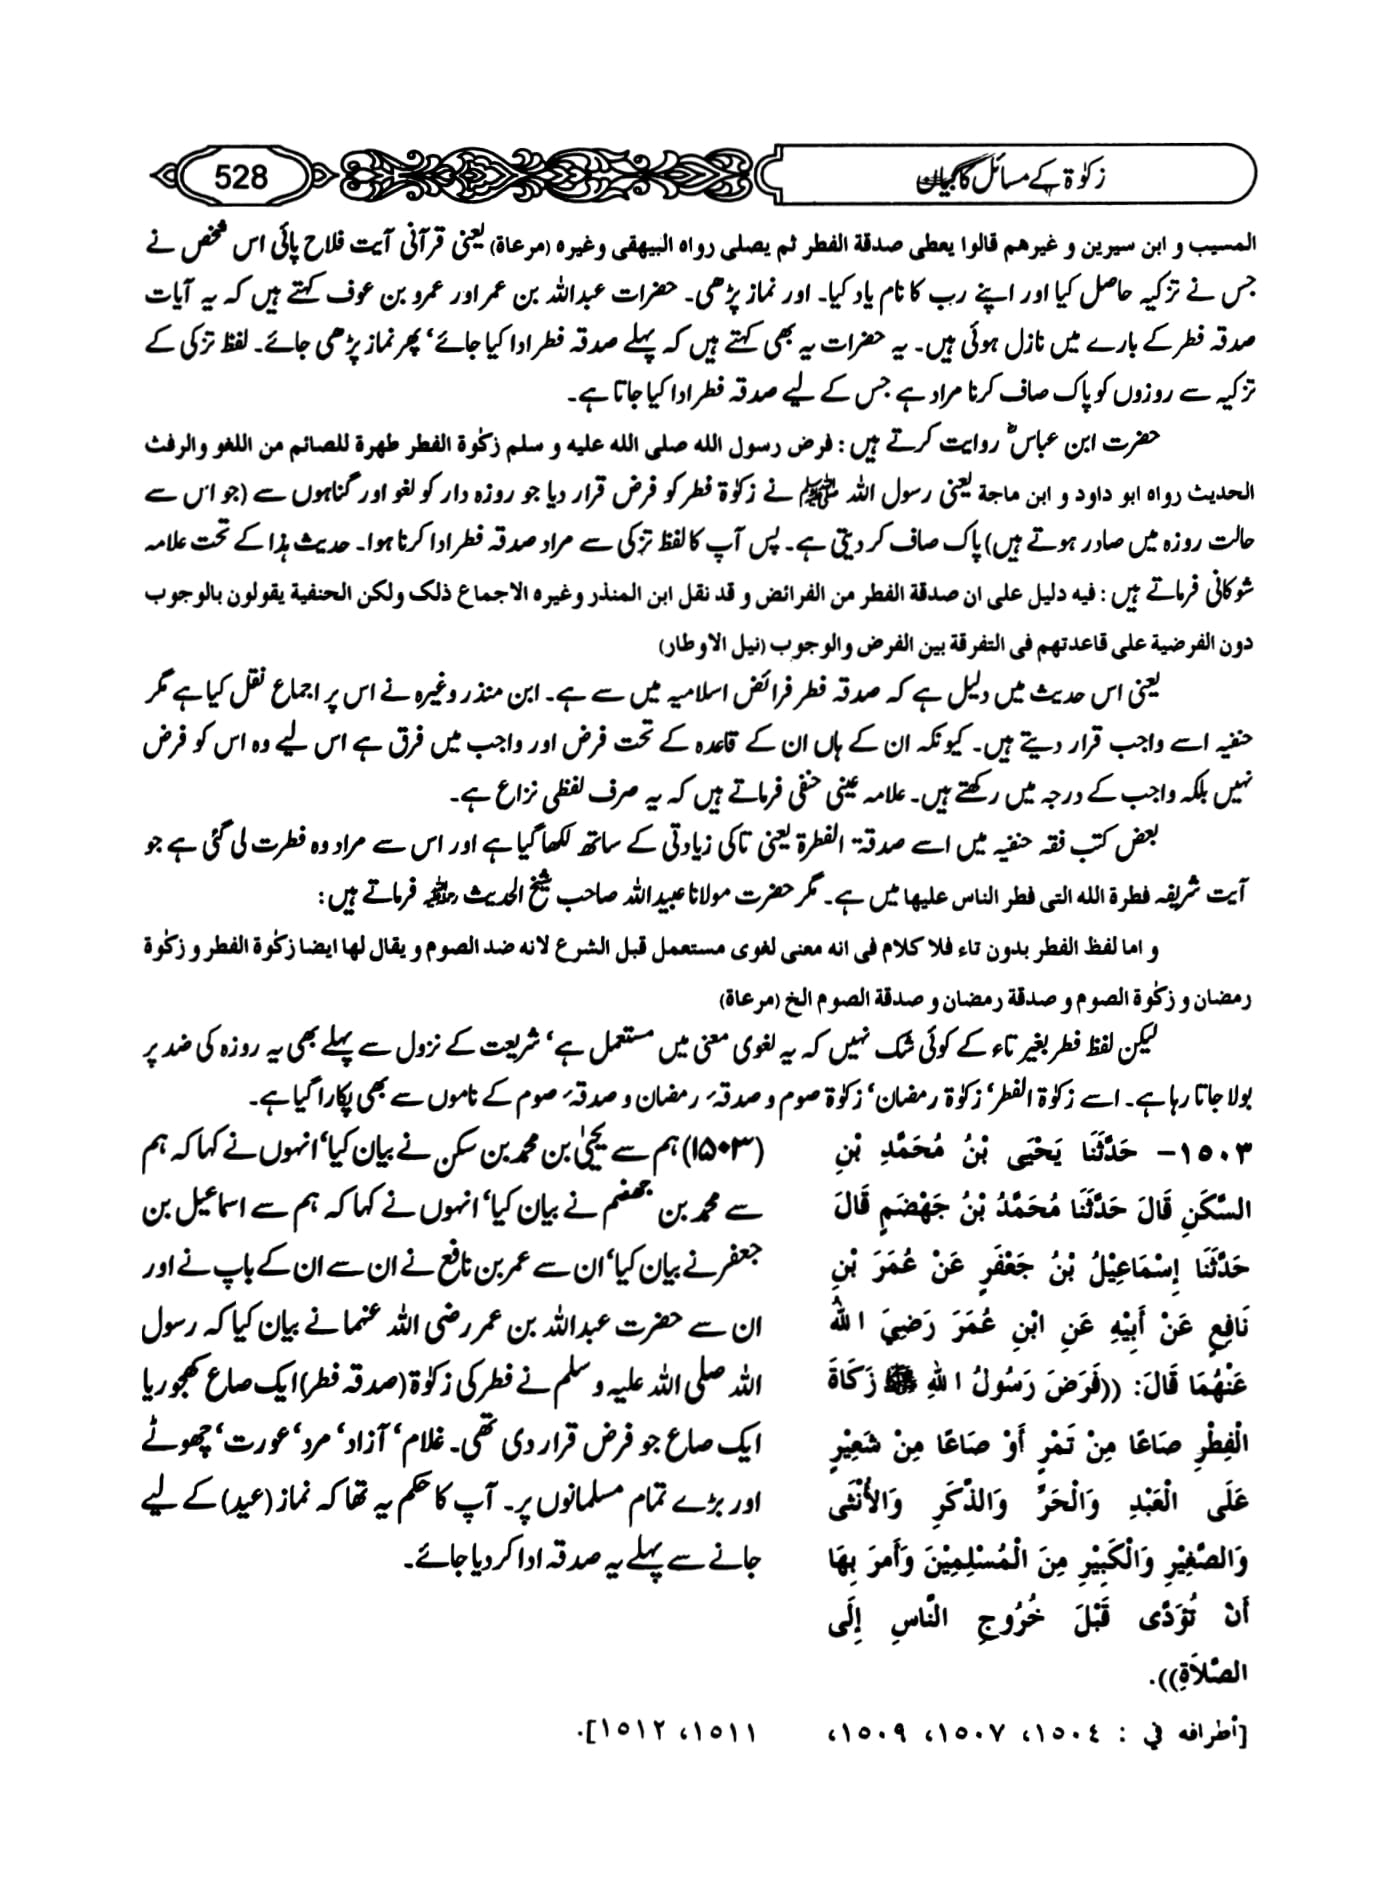 زکوٰۃ کے مسائل کا بیان
528
المسیب و ابن سیرین و غیرهم قالوا یعطی صدقة الفطر ثم یصلی رواه البیهقی وغیره (مرعاة) یعنی قرآنی آیت فلاح پائی اس شخص نے
جس نے تزکیہ حاصل کیا اور اپنے رب کا نام یاد کیا۔ اور نماز پڑھی۔ حضرات عبداللہ بن عمر اور عمرو بن عوف کہتے ہیں کہ یہ آیات
صدقہ فطر کے بارے میں نازل ہوئی ہیں۔ یہ حضرات یہ بھی کہتے ہیں کہ پہلے صدقہ فطر ادا کیا جائے‘ پھر نماز پڑھی جائے۔ لفظ تزکی کے
تزکیہ سے روزوں کو پاک صاف کرنا مراد ہے جس کے لیے صدقہ فطر ادا کیا جاتا ہے۔
حضرت ابن عباسؓ روایت کرتے ہیں: فرض رسول الله صلی الله علیه و سلم زکٰوة الفطر طهرة للصائم من اللغو والرفث
الحدیث رواه ابو داود و ابن ماجة یعنی رسول اللہ ﷺ نے زکوٰۃ فطر کو فرض قرار دیا جو روزہ دار کو لغو اور گناہوں سے (جو اس سے
حالت روزہ میں صادر ہوتے ہیں) پاک صاف کر دیتی ہے۔ پس آپ کا لفظ تزکی سے مراد صدقہ فطر ادا کرنا ہوا۔ حدیث ہذا کے تحت علامہ
شوکانی فرماتے ہیں: فیه دلیل علی ان صدقة الفطر من الفرائض و قد نقل ابن المنذر وغیره الاجماع ذلک ولکن الحنفیة یقولون بالوجوب
دون الفرضیة علی قاعدتهم فی التفرقة بین الفرض والوجوب (نیل الاوطار)
یعنی اس حدیث میں دلیل ہے کہ صدقہ فطر فرائض اسلامیہ میں سے ہے۔ ابن منذر وغیرہ نے اس پر اجماع نقل کیا ہے مگر
حنفیہ اسے واجب قرار دیتے ہیں۔ کیونکہ ان کے ہاں ان کے قاعدہ کے تحت فرض اور واجب میں فرق ہے اس لیے وہ اس کو فرض
نہیں بلکہ واجب کے درجہ میں رکھتے ہیں۔ علامہ عینی حنفی فرماتے ہیں کہ یہ صرف لفظی نزاع ہے۔
بعض کتب فقہ حنفیہ میں اسے صدقۃ الفطرۃ یعنی تا کی زیادتی کے ساتھ لکھا گیا ہے اور اس سے مراد وہ فطرت لی گئی ہے جو
آیت شریفہ فطرة الله التی فطر الناس علیها میں ہے۔ مگر حضرت مولانا عبیداللہ صاحب شیخ الحدیث رحمہ اللہ فرماتے ہیں:
و اما لفظ الفطر بدون تاء فلا کلام فی انه معنی لغوی مستعمل قبل الشرع لانه ضد الصوم و یقال لها ایضا زکٰوة الفطر و زکٰوة
رمضان و زکٰوة الصوم و صدقة رمضان و صدقة الصوم الخ (مرعاة)
لیکن لفظ فطر بغیر تاء کے کوئی شک نہیں کہ یہ لغوی معنی میں مستعمل ہے‘ شریعت کے نزول سے پہلے بھی یہ روزہ کی ضد پر
بولا جاتا رہا ہے۔ اسے زکوٰۃ الفطر‘ زکوٰۃ رمضان‘ زکوٰۃ صوم و صدقۂ رمضان و صدقۂ صوم کے ناموں سے بھی پکارا گیا ہے۔
١٥٠٣- حَدَّثَنَا يَحْيَى بْنُ مُحَمَّدِ بْنِ
السَّكَنِ قَالَ حَدَّثَنَا مُحَمَّدُ بْنُ جَهْضَمٍ قَالَ
حَدَّثَنَا إِسْمَاعِيْلُ بْنُ جَعْفَرٍ عَنْ عُمَرَ بْنِ
نَافِعٍ عَنْ أَبِيْهِ عَنِ ابْنِ عُمَرَ رَضِيَ اللهُ
عَنْهُمَا قَالَ: ((فَرَضَ رَسُولُ اللهِ ﷺ زَكَاةَ
الْفِطْرِ صَاعًا مِنْ تَمْرٍ أَوْ صَاعًا مِنْ شَعِيْرٍ
عَلَى الْعَبْدِ وَالْحُرِّ وَالذَّكَرِ وَالأُنْثَى
وَالصَّغِيْرِ وَالْكَبِيْرِ مِنَ الْمُسْلِمِيْنَ وَأَمَرَ بِهَا
أَنْ تُؤَدَّى قَبْلَ خُرُوجِ النَّاسِ إِلَى
الصَّلاَةِ)).
[أطرافه في : ١٥٠٤، ١٥٠٧، ١٥٠٩،
(۱۵۰۳) ہم سے یحییٰ بن محمد بن سکن نے بیان کیا‘ انہوں نے کہا کہ ہم
سے محمد بن جہضم نے بیان کیا‘ انہوں نے کہا کہ ہم سے اسماعیل بن
جعفر نے بیان کیا‘ ان سے عمر بن نافع نے ان سے ان کے باپ نے اور
ان سے حضرت عبداللہ بن عمر رضی اللہ عنہما نے بیان کیا کہ رسول
اللہ صلی اللہ علیہ و سلم نے فطر کی زکوٰۃ (صدقہ فطر) ایک صاع کھجور یا
ایک صاع جو فرض قرار دی تھی۔ غلام‘ آزاد‘ مرد‘ عورت‘ چھوٹے
اور بڑے تمام مسلمانوں پر۔ آپ کا حکم یہ تھا کہ نماز (عید) کے لیے
جانے سے پہلے یہ صدقہ ادا کر دیا جائے۔
١٥١١، ١٥١٢].